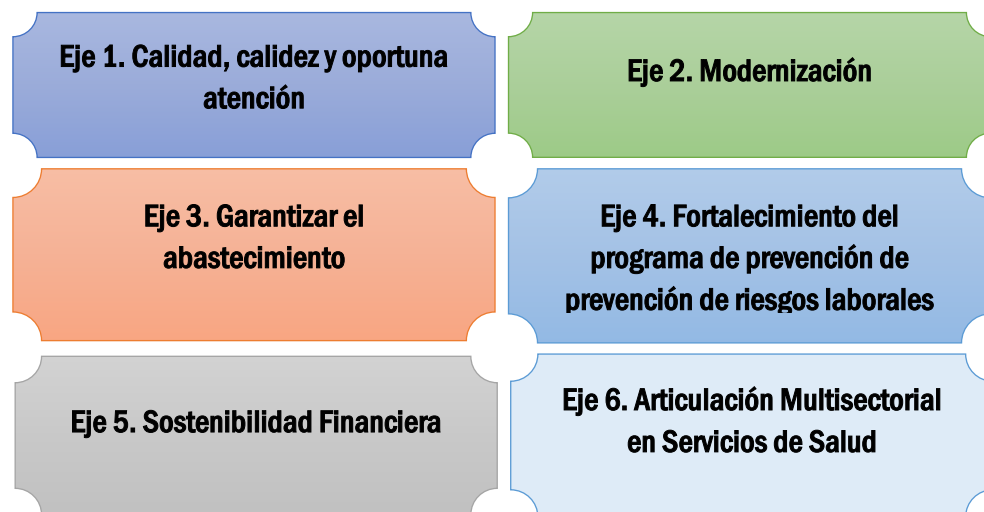 Eje 1. Calidad, calidez y oportuna
atención
Eje 2. Modernización
Eje 3. Garantizar el
abastecimiento
Eje 4. Fortalecimiento del
programa de prevención de
prevención de riesgos laborales
Eje 5. Sostenibilidad Financiera
Eje 6. Articulación Multisectorial
en Servicios de Salud